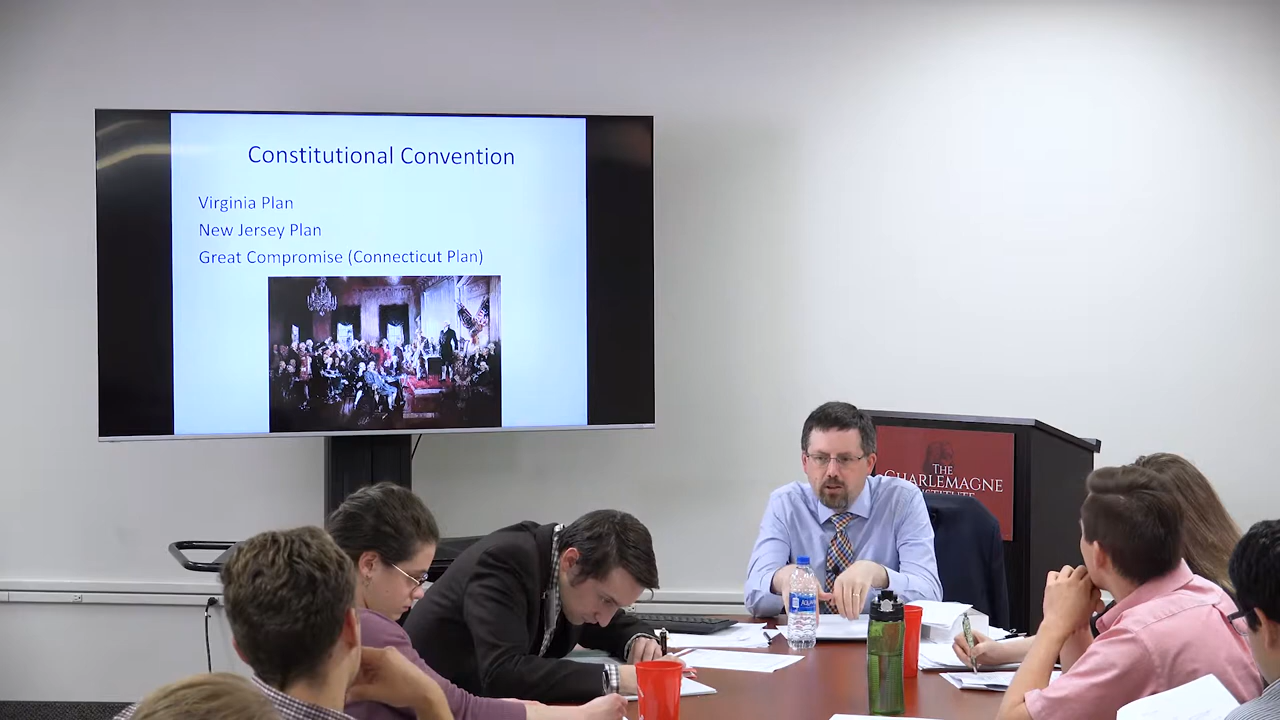 Constitutional Convention
Virginia Plan
New Jersey Plan
Great Compromise (Connecticut Plan)
THE
CHARLEMAGNE